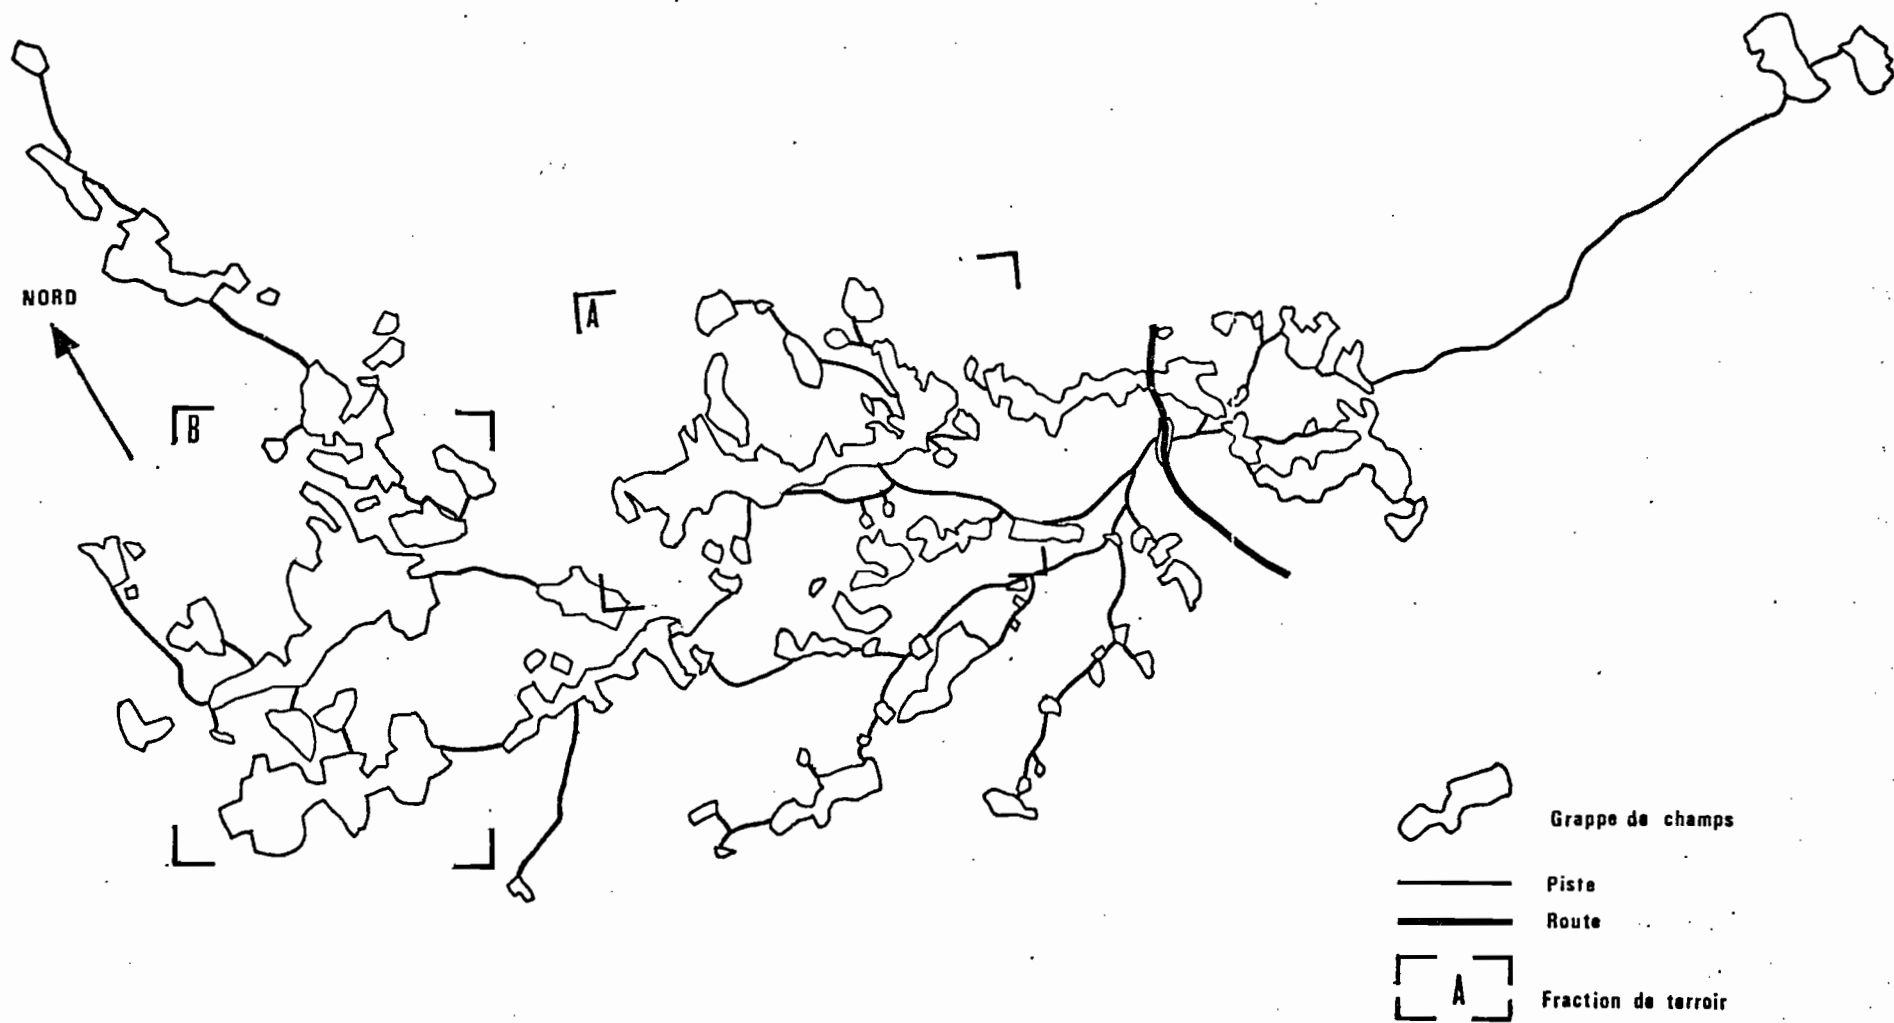 NORD
A
B
Grappe de champs
Piste
Route
A
Fraction de terroir